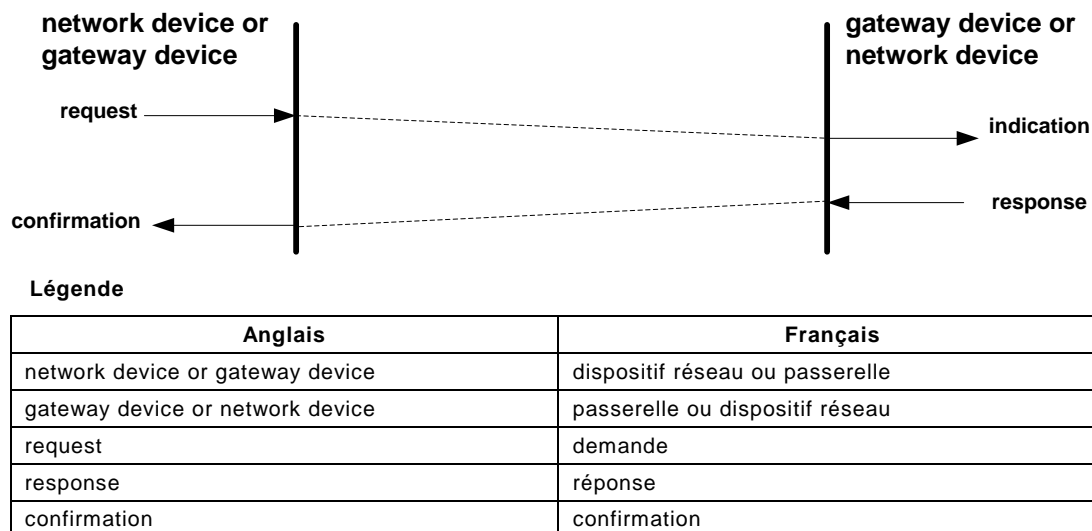 network device or
gateway device
gateway device or
network device
request
indication
confirmation
response
Légende
Anglais Français
network device or gateway device dispositif réseau ou passerelle
gateway device or network device passerelle ou dispositif réseau
request demande
response réponse
confirmation confirmation